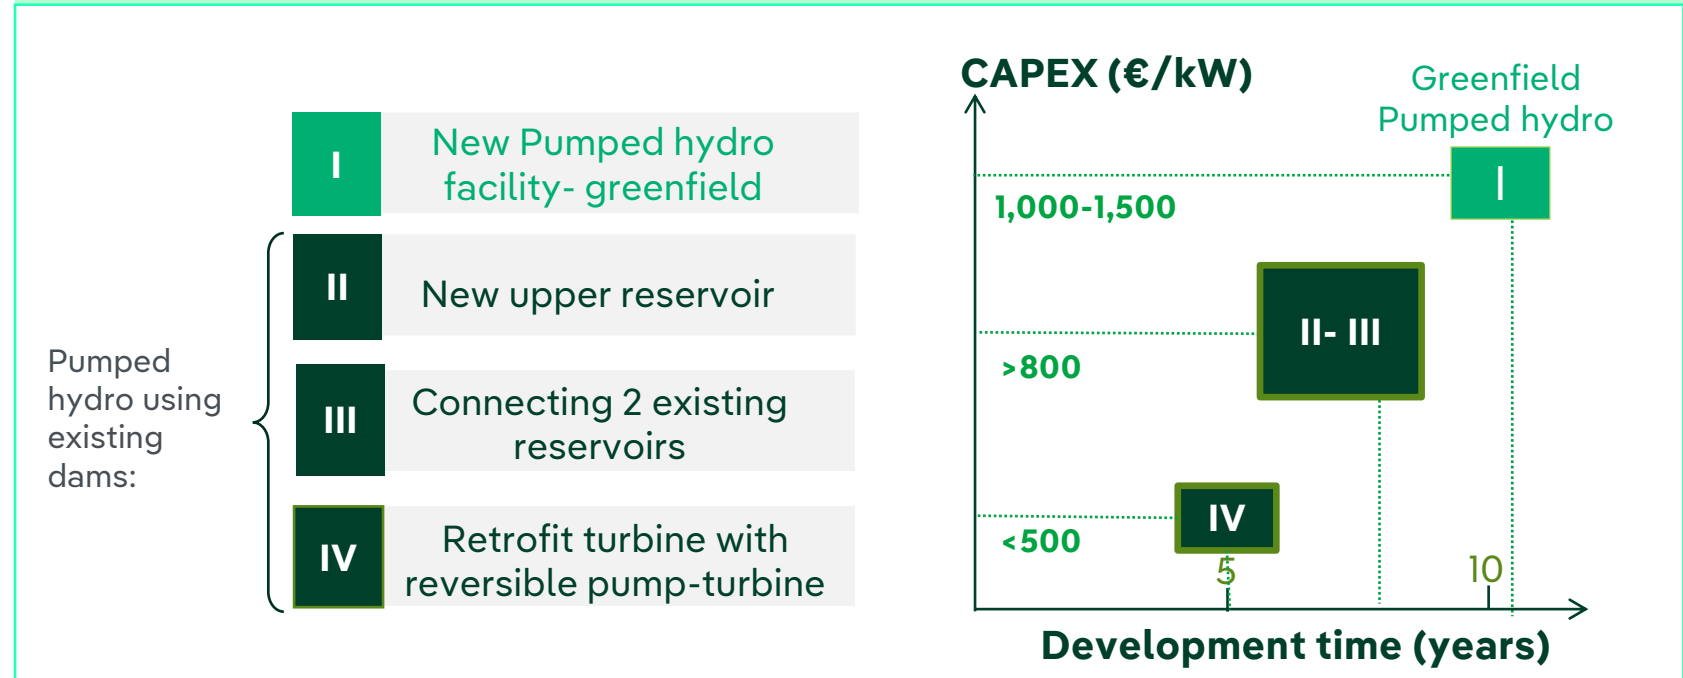 I
New Pumped hydro
facility- greenfield
II
New upper reservoir
Pumped
hydro using
existing
dams:
III
Connecting 2 existing
reservoirs
IV
Retrofit turbine with
reversible pump-turbine
CAPEX (€/kW)
Greenfield
Pumped hydro
I
1,000-1,500
II- III
>800
IV
<500
5
10
Development time (years)